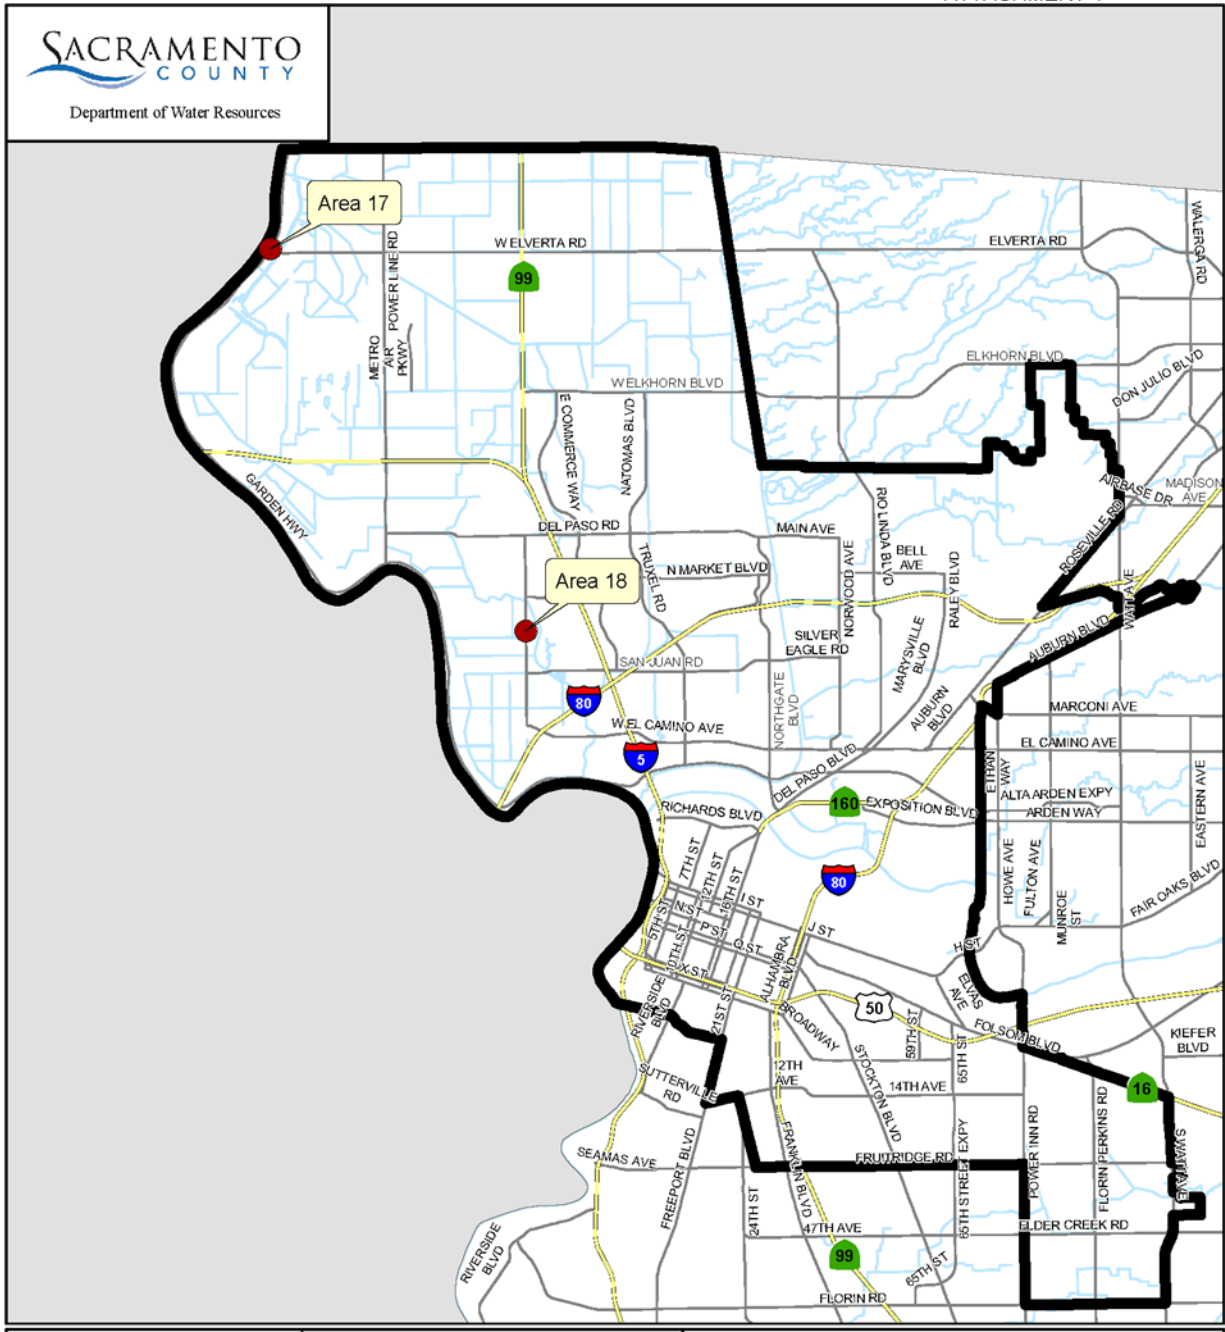 SACRAMENTO
COUNTY
Department of Water Resources
Area 17
W ELVERTA RD
ELVERTA RD
WALERGA RD
99
POWER LINE RD
METRO
AIR
PKWY
ELKHORN BLVD
W ELKHORN BLVD
DON JULIO BLVD
E COMMERCE WAY
NATOMAS BLVD
GARDEN HWY
AIRBASE DR
MADISON
AVE
RIO LINDA BLVD
ROSEVILLE RD
DEL PASO RD
MAIN AVE
TRUXEL RD
N MARKET BLVD
NORWOOD AVE
BELL
AVE
RALEY BLVD
WATT AVE
Area 18
SILVER
EAGLE RD
MARYSVILLE
BLVD
AUBURN BLVD
SAN JUAN RD
80
NORTHGATE
BLVD
AUBURN
BLVD
MARCONI AVE
W EL CAMINO AVE
EL CAMINO AVE
5
DEL PASO BLVD
ETHAN
WAY
ALTA ARDEN EXPY
EASTERN AVE
RICHARDS BLVD
160
EXPOSITION BLVD
ARDEN WAY
7TH ST
12TH ST
16TH ST
80
HOWE AVE
FULTON AVE
MUNROE
ST
FAIR OAKS BLVD
I ST
N ST
5TH ST
P ST
Q ST
J ST
H ST
10TH ST
X ST
ALHAMBRA
BLVD
ELVAS
AVE
RIVERSIDE
BLVD
21ST ST
BROADWAY
50
59TH ST
65TH ST
FOLSOM BLVD
KIEFER
BLVD
SUTTERVILLE
RD
12TH
AVE
STOCKTON BLVD
14TH AVE
16
POWER INN RD
FLORIN PERKINS RD
S WATT AVE
SEAMAS AVE
FREEPORT BLVD
FRANKLIN BLVD
FRUITRIDGE RD
65TH STREET EXPY
24TH ST
47TH AVE
ELDER CREEK RD
RIVERSIDE
BLVD
99
65TH ST
FLORIN RD